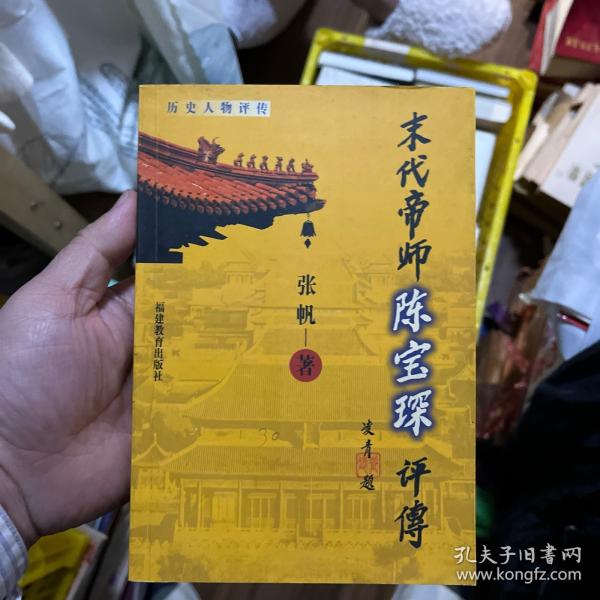 历史人物评传
末代帝师陈宝琛评傳
张帆
著
凌青
题
福建教育出版社
30
孔夫子旧书网
www.kongfz.com